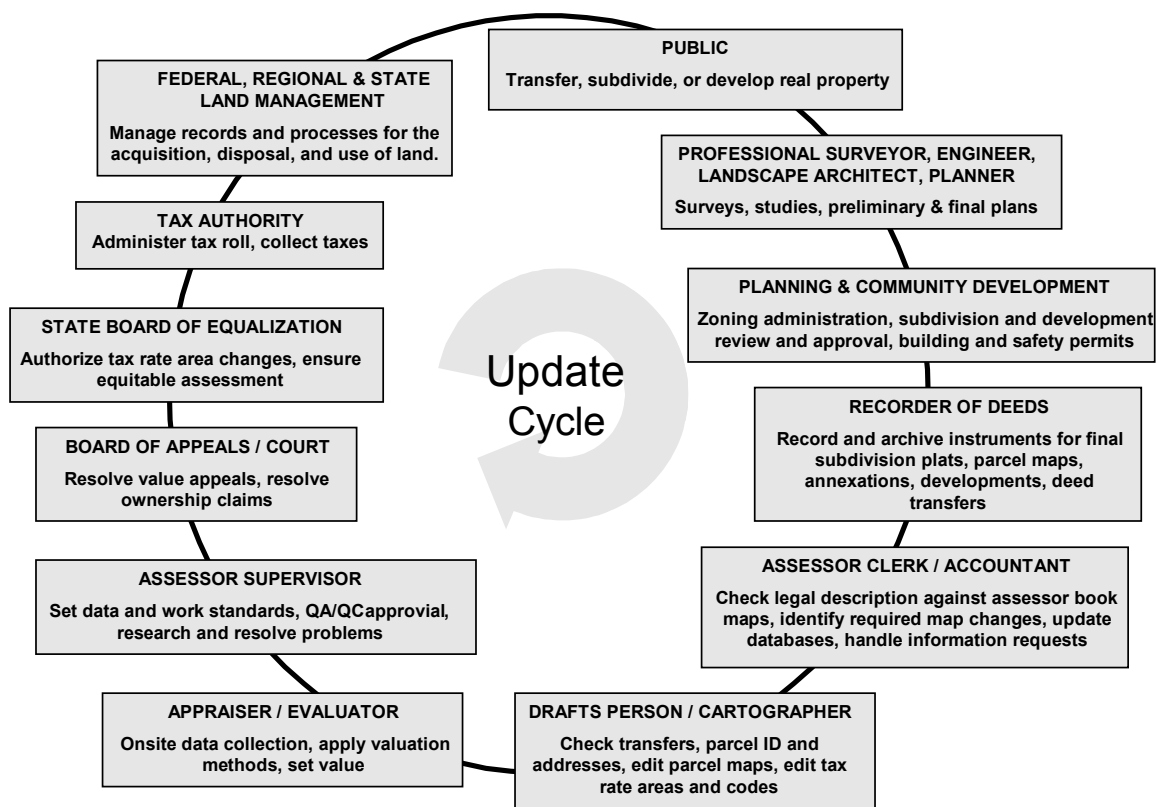 PUBLIC
Transfer, subdivide, or develop real property
PROFESSIONAL SURVEYOR, ENGINEER,
LANDSCAPE ARCHITECT, PLANNER
Surveys, studies, preliminary & final plans
PLANNING & COMMUNITY DEVELOPMENT
Zoning administration, subdivision and development
review and approval, building and safety permits
RECORDER OF DEEDS
Record and archive instruments for final
subdivision plats, parcel maps,
annexations, developments, deed
transfers
ASSESSOR CLERK / ACCOUNTANT
Check legal description against assessor book
maps, identify required map changes, update
databases, handle information requests
DRAFTS PERSON / CARTOGRAPHER
Check transfers, parcel ID and
addresses, edit parcel maps, edit tax
rate areas and codes
APPRAISER / EVALUATOR
Onsite data collection, apply valuation
methods, set value
ASSESSOR SUPERVISOR
Set data and work standards, QA/QCapprovial,
research and resolve problems
BOARD OF APPEALS / COURT
Resolve value appeals, resolve
ownership claims
STATE BOARD OF EQUALIZATION
Authorize tax rate area changes, ensure
equitable assessment
TAX AUTHORITY
Administer tax roll, collect taxes
FEDERAL, REGIONAL & STATE
LAND MANAGEMENT
Manage records and processes for the
acquisition, disposal, and use of land.
Update
Cycle